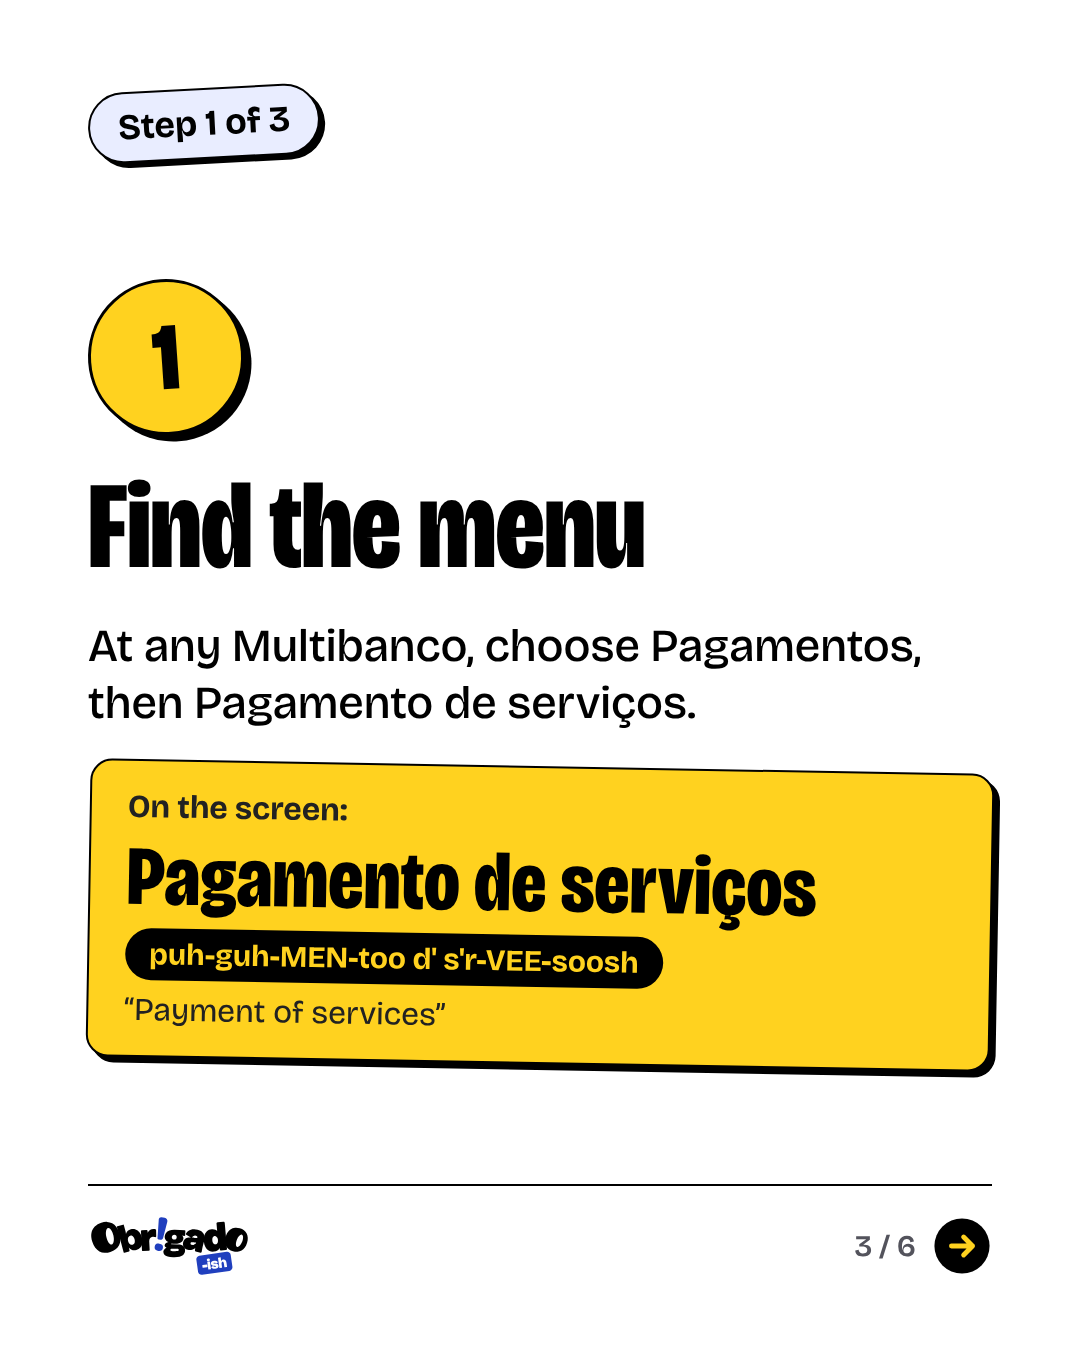 Step 1 of 3
1
Find the menu
At any Multibanco, choose Pagamentos,
then Pagamento de serviços.
On the screen:
Pagamento de serviços
puh-guh-MEN-too d' s'r-VEE-soosh
“Payment of services”
Obr!gado
-ish
3 / 6